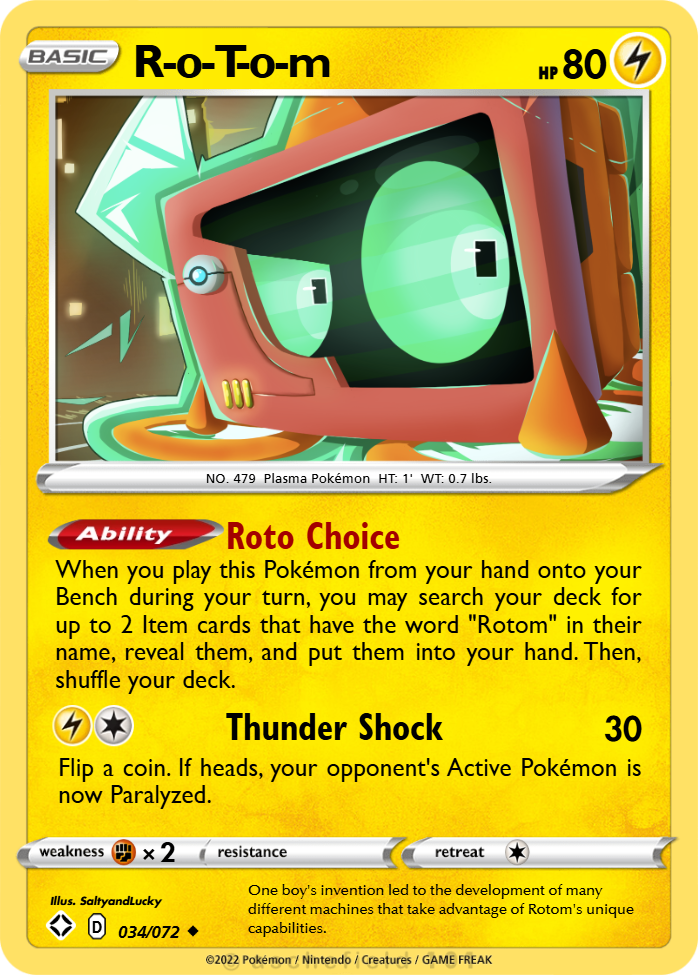 BASIC R-o-T-o-m HP 80
NO. 479 Plasma Pokémon HT: 1' WT: 0.7 lbs.
Ability Roto Choice
When you play this Pokémon from your hand onto your
Bench during your turn, you may search your deck for
up to 2 Item cards that have the word "Rotom" in their
name, reveal them, and put them into your hand. Then,
shuffle your deck.
Thunder Shock 30
Flip a coin. If heads, your opponent's Active Pokémon is
now Paralyzed.
weakness × 2 resistance retreat
Illus. SaltyandLucky
D 034/072
One boy's invention led to the development of many
different machines that take advantage of Rotom's unique
capabilities.
©2022 Pokémon / Nintendo / Creatures / GAME FREAK